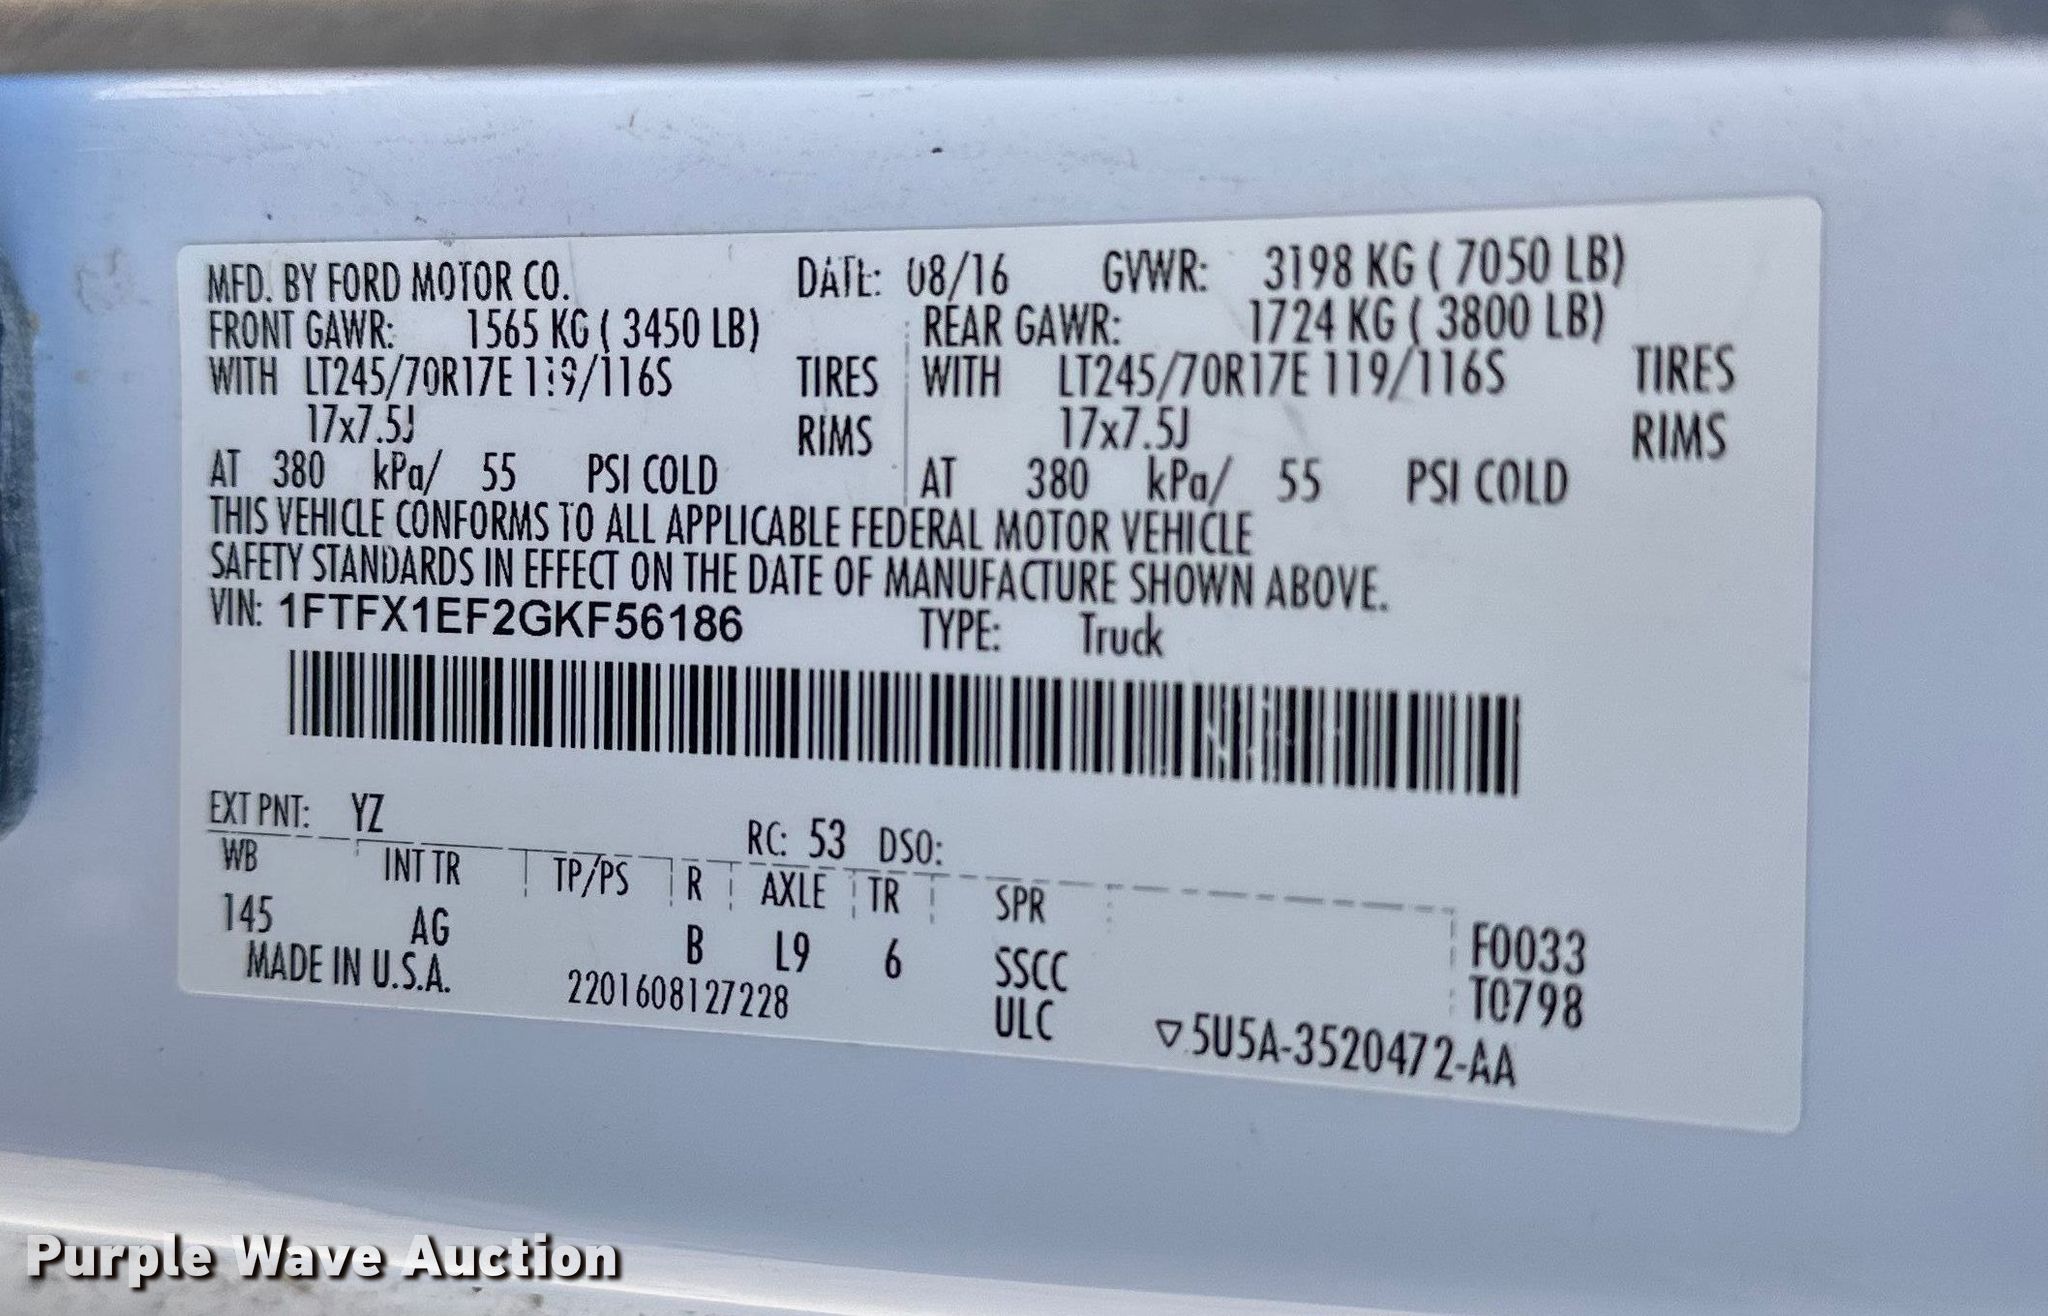 MFD. BY FORD MOTOR CO. DATE: 08/16 GVWR: 3198 KG ( 7050 LB)
FRONT GAWR: 1565 KG ( 3450 LB) REAR GAWR: 1724 KG ( 3800 LB)
WITH LT245/70R17E 119/116S TIRES WITH LT245/70R17E 119/116S TIRES
17x7.5J RIMS 17x7.5J RIMS
AT 380 kPa/ 55 PSI COLD AT 380 kPa/ 55 PSI COLD
THIS VEHICLE CONFORMS TO ALL APPLICABLE FEDERAL MOTOR VEHICLE
SAFETY STANDARDS IN EFFECT ON THE DATE OF MANUFACTURE SHOWN ABOVE.
VIN: 1FTFX1EF2GKF56186 TYPE: Truck
EXT PNT: YZ RC: 53 DSO:
WB INT TR TP/PS R AXLE TR SPR
145 AG B L9 6 SSCC F0033
MADE IN U.S.A. 2201608127228 ULC T0798
▽5U5A-3520472-AA
Purple Wave Auction